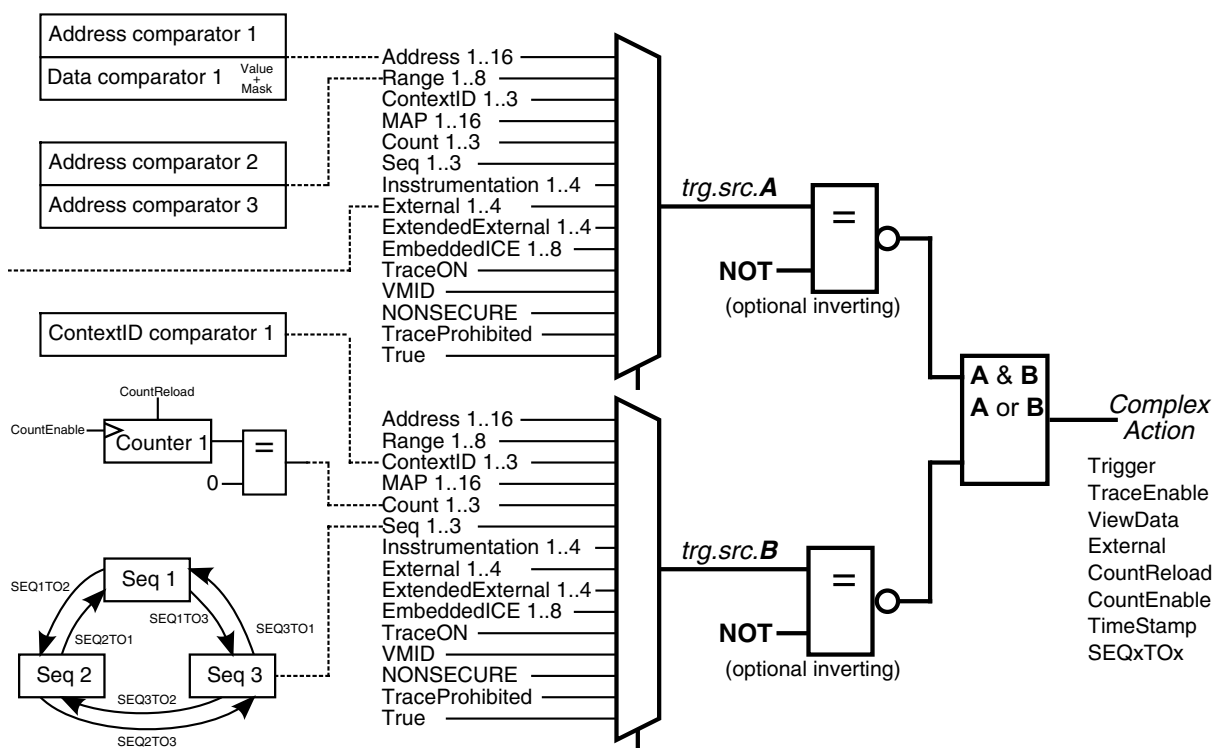 Address comparator 1
Data comparator 1
Value
+
Mask
Address comparator 2
Address comparator 3
ContextID comparator 1
CountReload
CountEnable
Counter 1
=
0
Seq 1
Seq 2
Seq 3
SEQ1TO2
SEQ2TO1
SEQ1TO3
SEQ3TO1
SEQ3TO2
SEQ2TO3
Address 1..16
Range 1..8
ContextID 1..3
MAP 1..16
Count 1..3
Seq 1..3
Insstrumentation 1..4
External 1..4
ExtendedExternal 1..4
EmbeddedICE 1..8
TraceON
VMID
NONSECURE
TraceProhibited
True
Address 1..16
Range 1..8
ContextID 1..3
MAP 1..16
Count 1..3
Seq 1..3
Insstrumentation 1..4
External 1..4
ExtendedExternal 1..4
EmbeddedICE 1..8
TraceON
VMID
NONSECURE
TraceProhibited
True
trg.src.A
=
NOT
(optional inverting)
trg.src.B
=
NOT
(optional inverting)
A & B
A or B
Complex
Action
Trigger
TraceEnable
ViewData
External
CountReload
CountEnable
TimeStamp
SEQxTOx